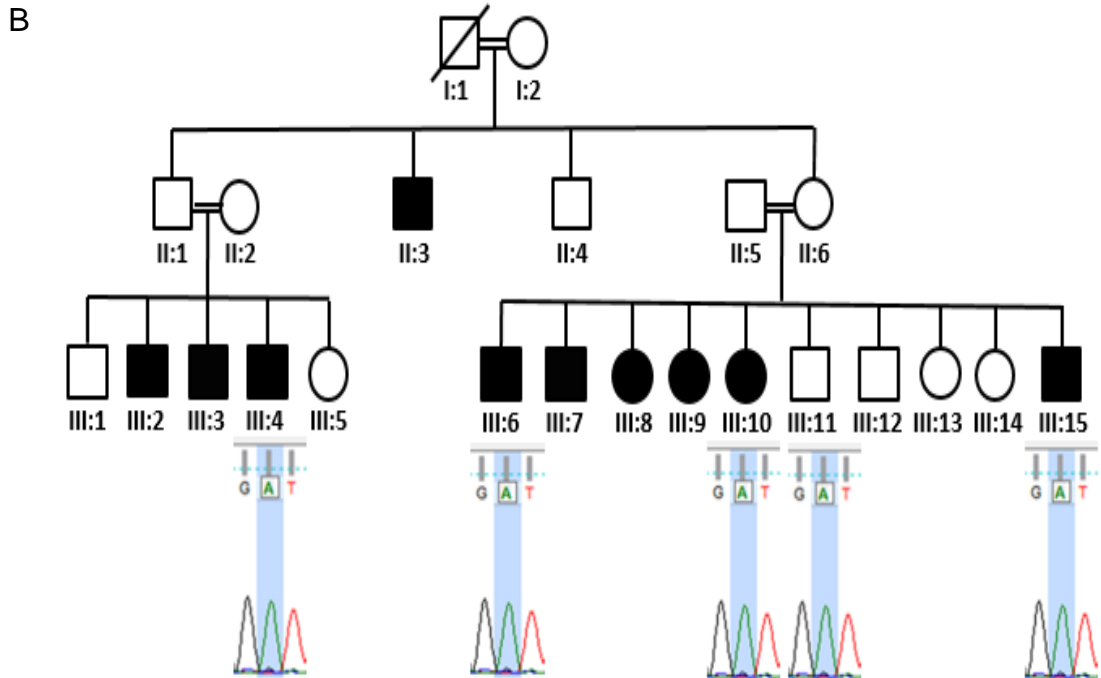 B
I:1 I:2
II:1 II:2 II:3 II:4 II:5 II:6
III:1 III:2 III:3 III:4 III:5 III:6 III:7 III:8 III:9 III:10 III:11 III:12 III:13 III:14 III:15
G A T G A T G A T G A T G A T